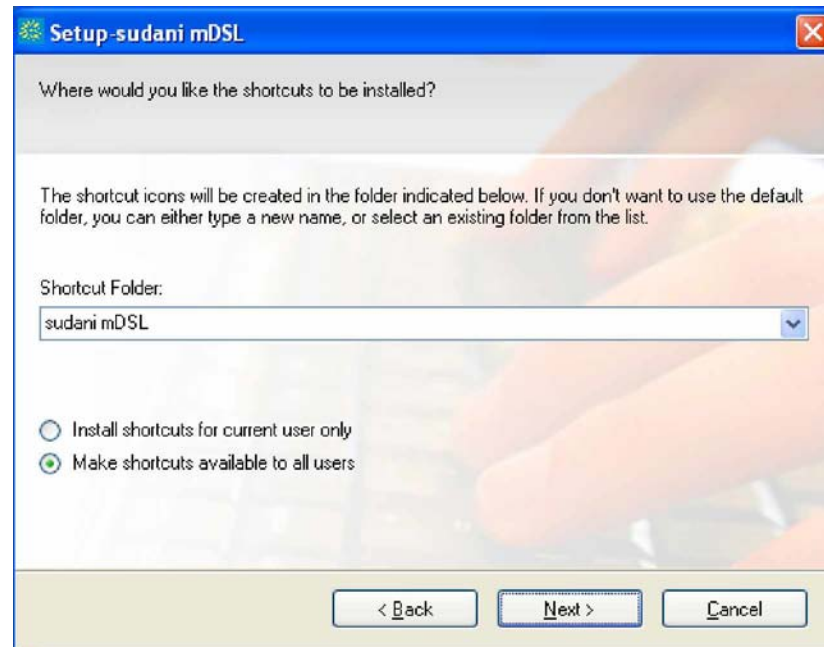 Setup-sudani mDSL
Where would you like the shortcuts to be installed?
The shortcut icons will be created in the folder indicated below. If you don't want to use the default
folder, you can either type a new name, or select an existing folder from the list.
Shortcut Folder:
sudani mDSL
Install shortcuts for current user only
Make shortcuts available to all users
< Back
Next >
Cancel